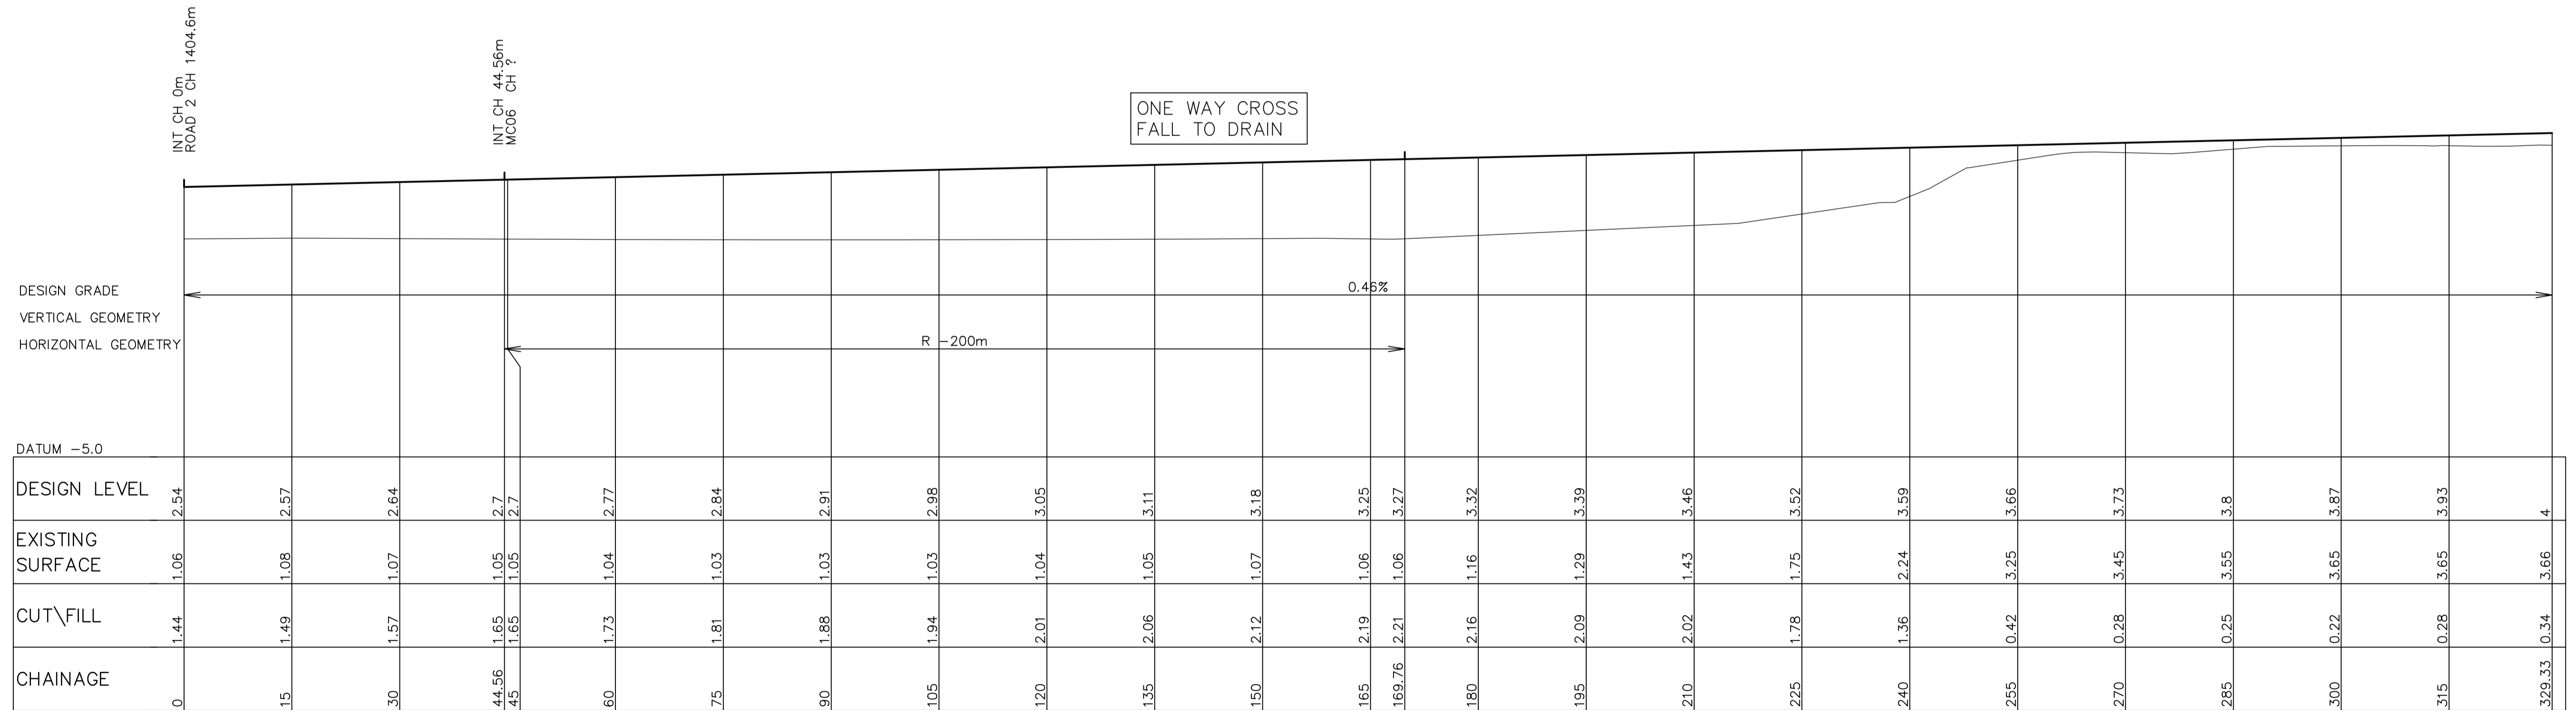 INT CH 0m
ROAD 2 CH 1404.6m
INT CH 44.56m
MC06 CH ?
ONE WAY CROSS
FALL TO DRAIN
DESIGN GRADE
0.46%
VERTICAL GEOMETRY
HORIZONTAL GEOMETRY
R -200m
DATUM -5.0
DESIGN LEVEL 2.54 2.57 2.64 2.7 2.7 2.77 2.84 2.91 2.98 3.05 3.11 3.18 3.25 3.27 3.32 3.39 3.46 3.52 3.59 3.66 3.73 3.8 3.87 3.93 4
EXISTING
SURFACE 1.06 1.08 1.07 1.05 1.05 1.04 1.03 1.03 1.03 1.04 1.05 1.07 1.06 1.06 1.16 1.29 1.43 1.75 2.24 3.25 3.45 3.55 3.65 3.65 3.66
CUT\FILL 1.44 1.49 1.57 1.65 1.65 1.73 1.81 1.88 1.94 2.01 2.06 2.12 2.19 2.21 2.16 2.09 2.02 1.78 1.36 0.42 0.28 0.25 0.22 0.28 0.34
CHAINAGE 0 15 30 44.56 45 60 75 90 105 120 135 150 165 169.76 180 195 210 225 240 255 270 285 300 315 329.33